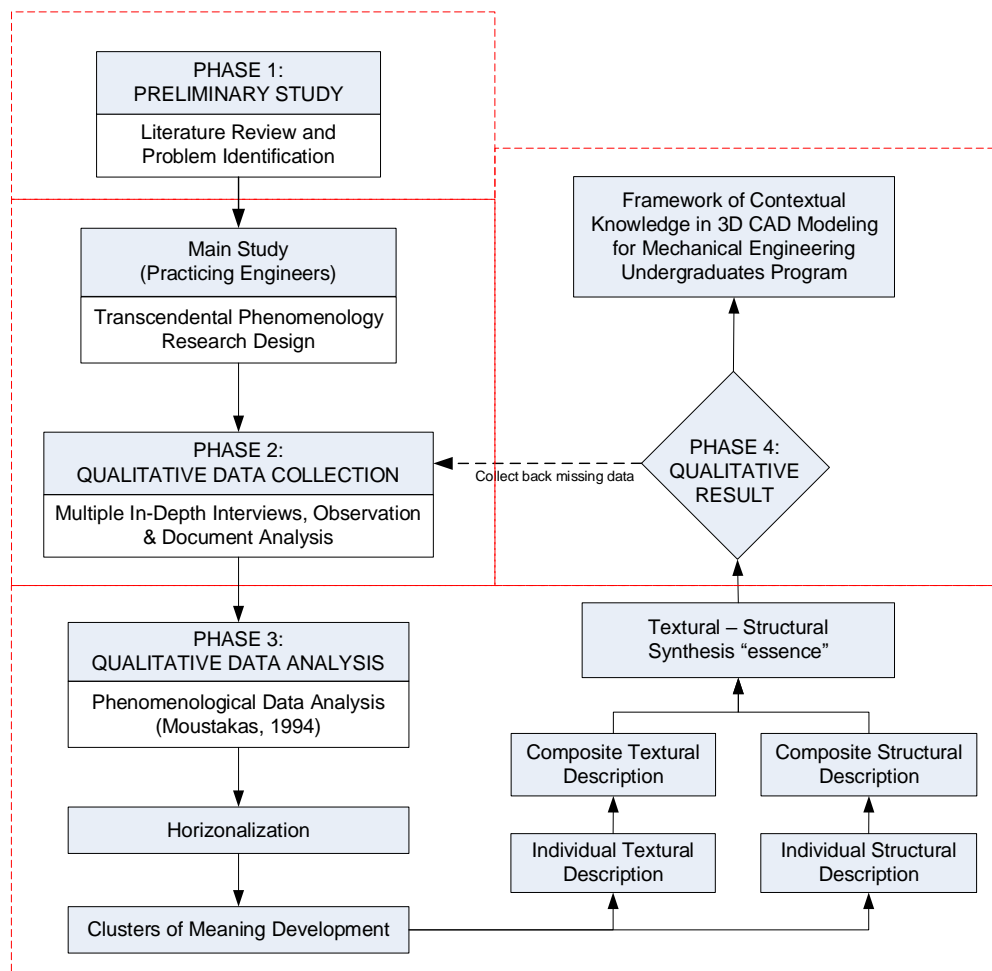 PHASE 1:
PRELIMINARY STUDY
Literature Review and
Problem Identification
Main Study
(Practicing Engineers)
Transcendental Phenomenology
Research Design
PHASE 2:
QUALITATIVE DATA COLLECTION
Multiple In-Depth Interviews, Observation
& Document Analysis
PHASE 3:
QUALITATIVE DATA ANALYSIS
Phenomenological Data Analysis
(Moustakas, 1994)
Horizonalization
Clusters of Meaning Development
Individual Textural
Description
Individual Structural
Description
Composite Textural
Description
Composite Structural
Description
Textural – Structural
Synthesis “essence”
PHASE 4:
QUALITATIVE
RESULT
Collect back missing data
Framework of Contextual
Knowledge in 3D CAD Modeling
for Mechanical Engineering
Undergraduates Program